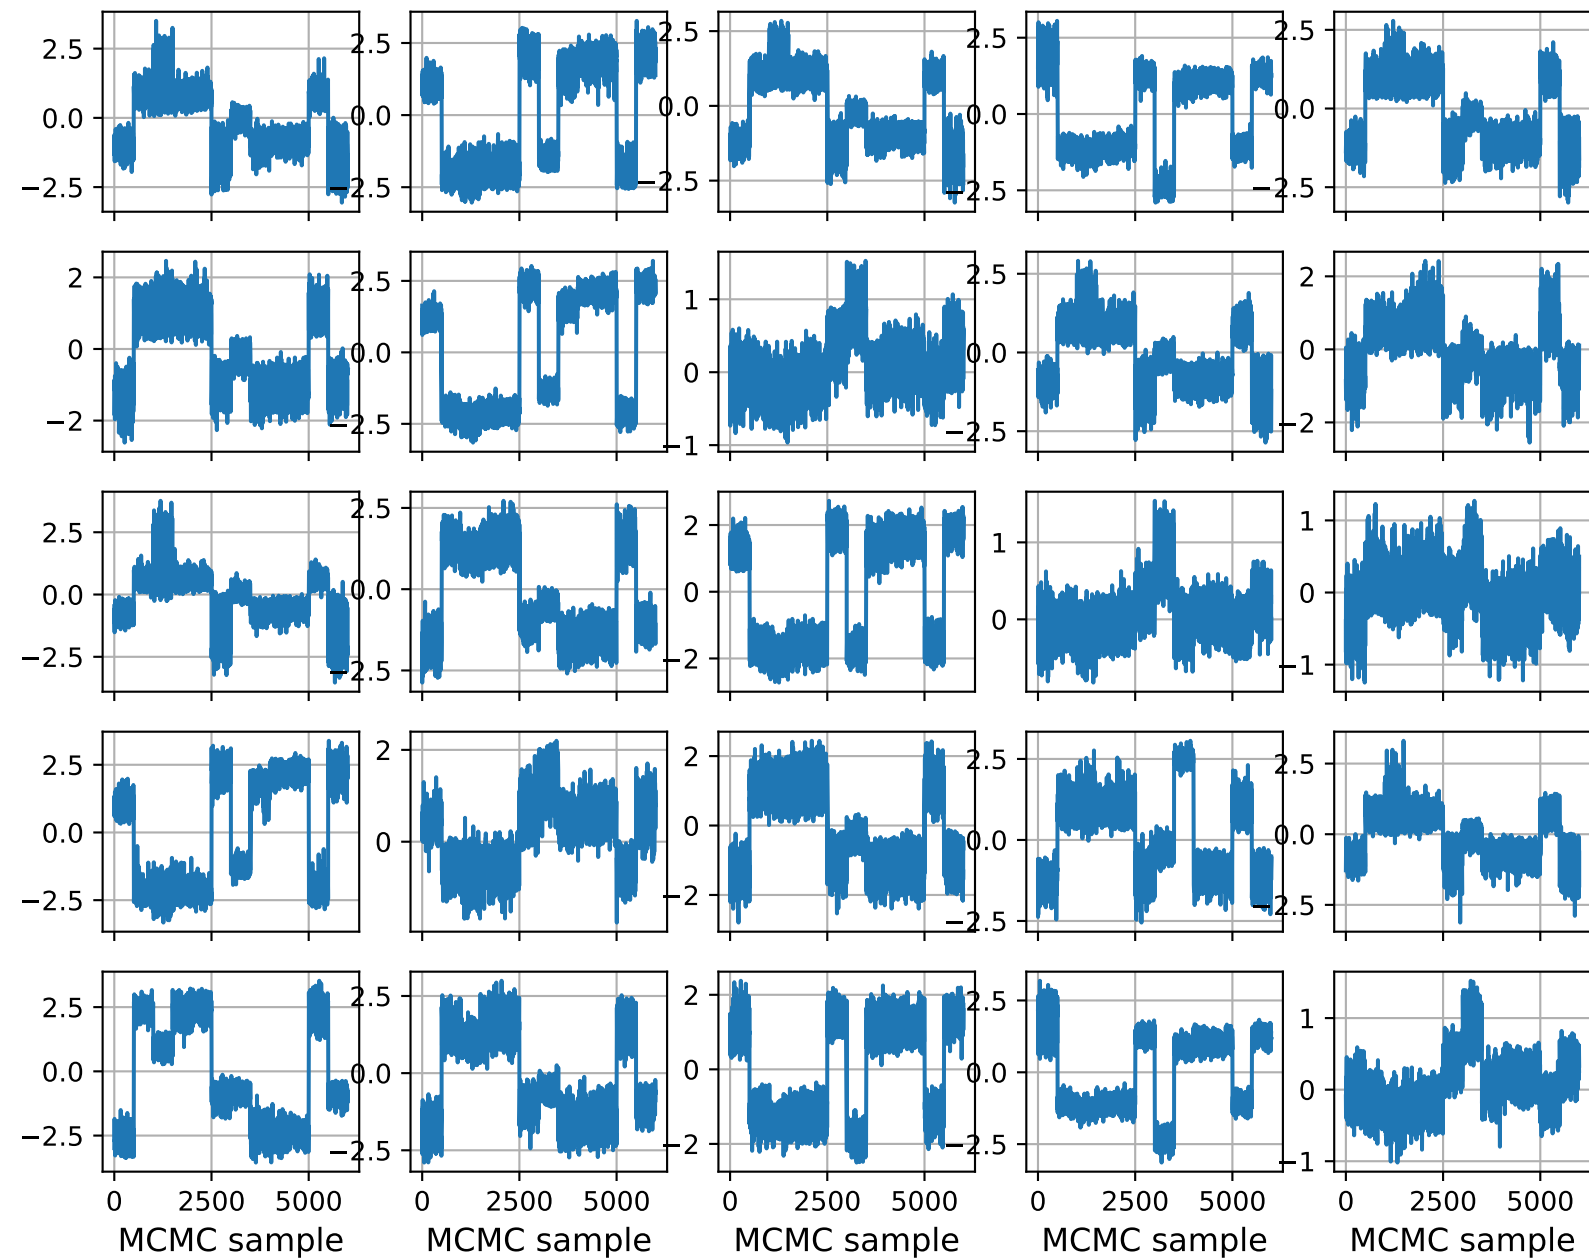 2.5 2.5 2.5 2.5 2.5
0.0 0.0 0.0 0.0 0.0
−2.5 −2.5 −2.5 −2.5 −2.5
2 2.5 1 2.5 2
0 0.0 0 0.0 0
−2 −2.5 −1 −2.5 −2
2.5 2.5 2 1 1
0.0 0.0 0 0 0
−2.5 −2.5 −2 −1
2.5 2 2 2.5 2.5
0.0 0 0 0.0 0.0
−2.5 −2 −2.5 −2.5
2.5 2.5 2 2.5 1
0.0 0.0 0 0.0 0
−2.5 −2.5 −2 −2.5 −1
0 2500 5000 0 2500 5000 0 2500 5000 0 2500 5000 0 2500 5000
MCMC sample MCMC sample MCMC sample MCMC sample MCMC sample